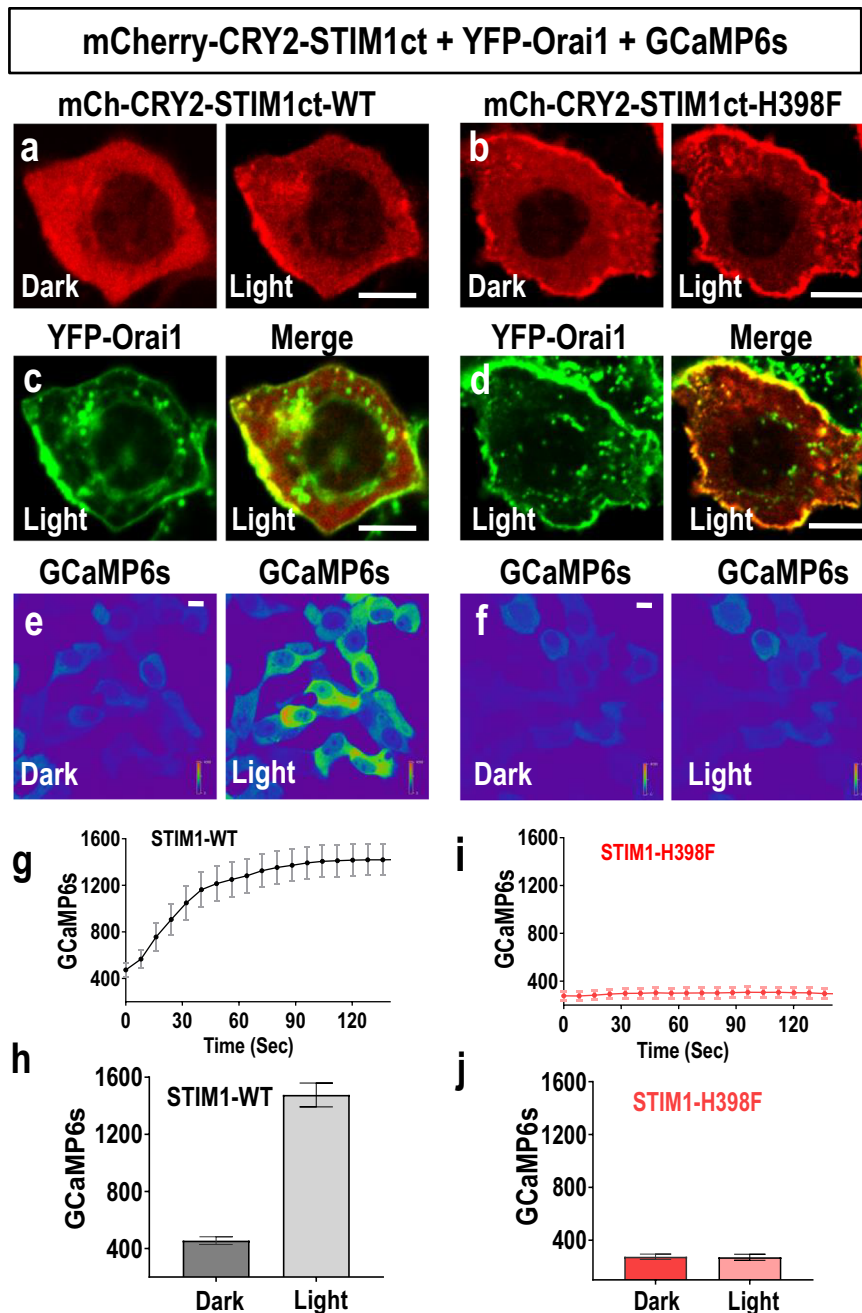 mCherry-CRY2-STIM1ct + YFP-Orai1 + GCaMP6s
mCh-CRY2-STIM1ct-WT
mCh-CRY2-STIM1ct-H398F
a
Dark
Light
b
Dark
Light
YFP-Orai1
Merge
YFP-Orai1
Merge
c
Light
d
Light
GCaMP6s
GCaMP6s
GCaMP6s
GCaMP6s
e
Dark
Light
f
Dark
Light
g
STIM1-WT
GCaMP6s
1600
1200
800
400
0
30
60
90
120
Time (Sec)
i
STIM1-H398F
GCaMP6s
1600
1200
800
400
0
30
60
90
120
Time (Sec)
h
STIM1-WT
GCaMP6s
1600
1200
800
400
Dark
Light
j
STIM1-H398F
GCaMP6s
1600
1200
800
400
Dark
Light